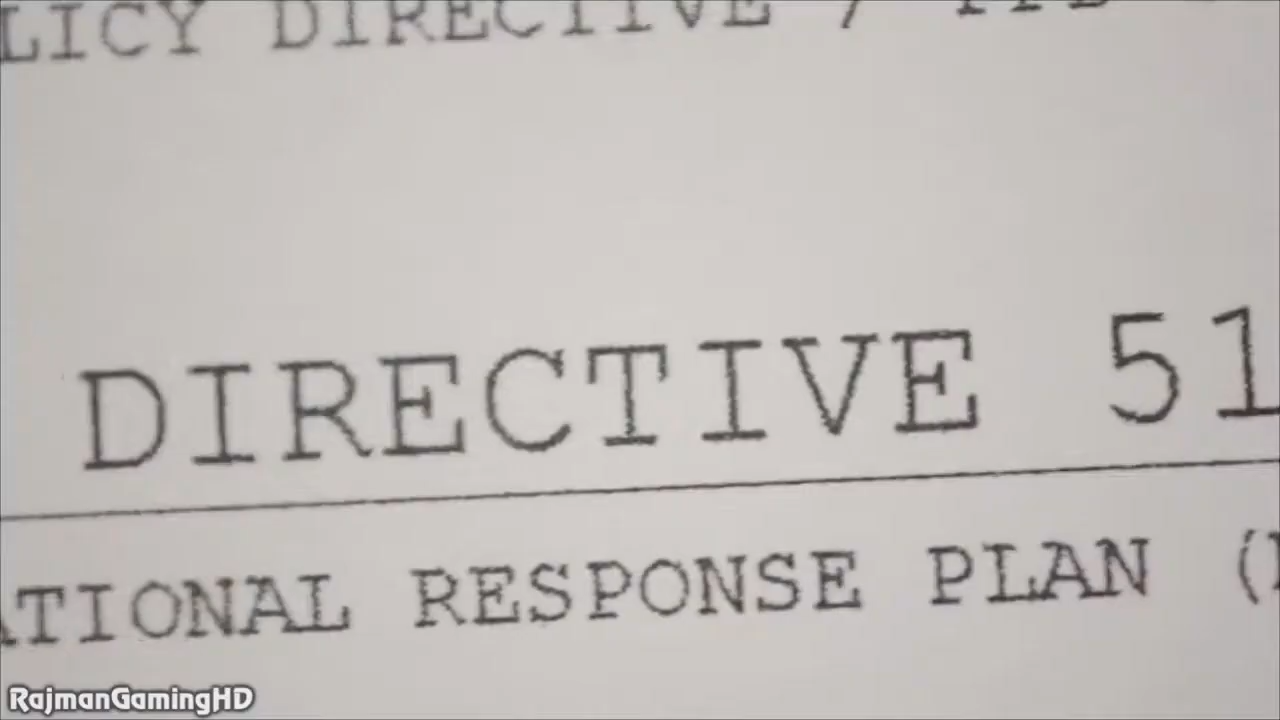 LICY DIRECTIVE /
DIRECTIVE 51
ATIONAL RESPONSE PLAN (
RajmanGamingHD